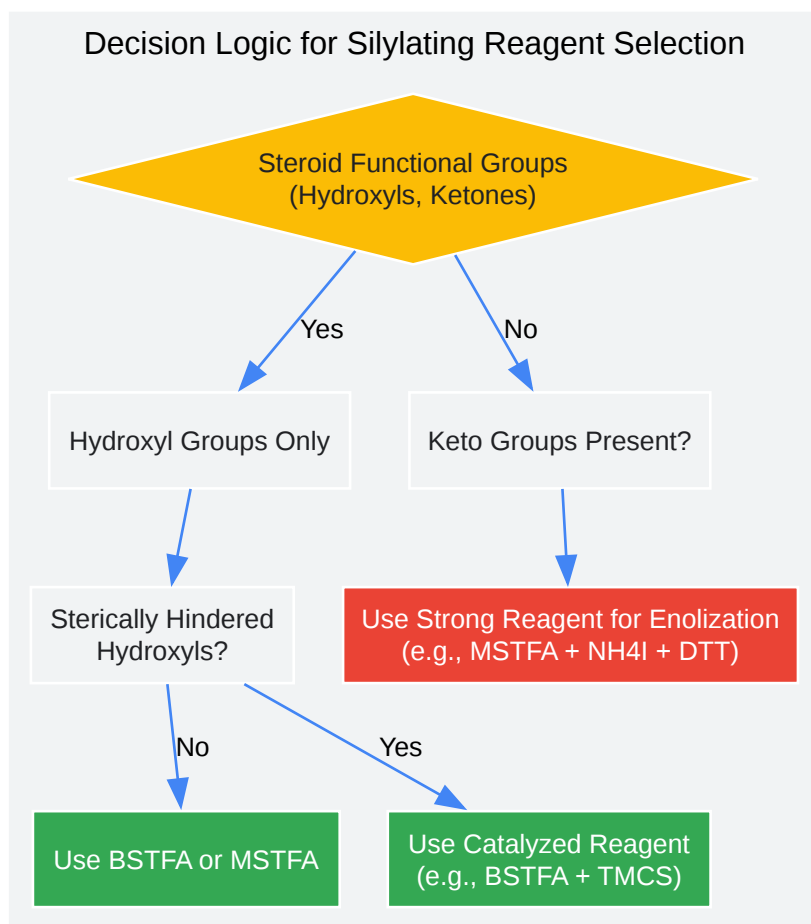 Decision Logic for Silylating Reagent Selection
Steroid Functional Groups
(Hydroxyls, Ketones)
Yes
No
Hydroxyl Groups Only
Keto Groups Present?
Sterically Hindered
Hydroxyls?
Use Strong Reagent for Enolization
(e.g., MSTFA + NH4I + DTT)
No
Yes
Use BSTFA or MSTFA
Use Catalyzed Reagent
(e.g., BSTFA + TMCS)